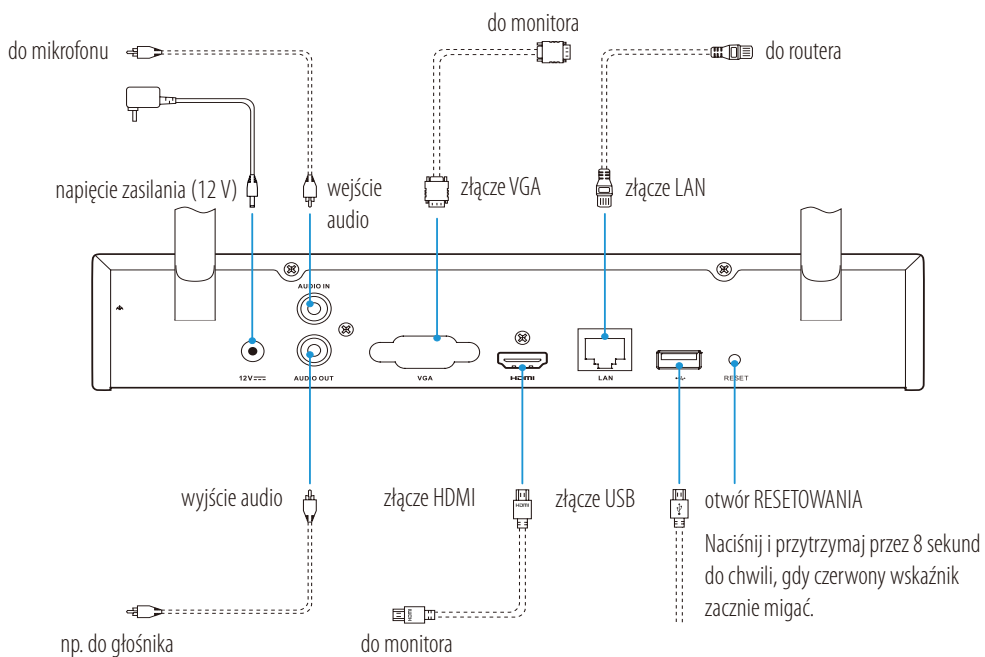 do monitora
do mikrofonu
do routera
napięcie zasilania (12 V)
wejście
audio
złącze VGA
złącze LAN
AUDIO IN
12V
AUDIO OUT
VGA
HDMI
LAN
RESET
wyjście audio
złącze HDMI
HDMI
złącze USB
otwór RESETOWANIA
Naciśnij i przytrzymaj przez 8 sekund
do chwili, gdy czerwony wskaźnik
zacznie migać.
HDMI
np. do głośnika
do monitora